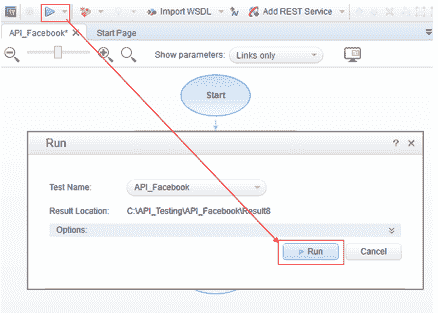 Import WSDL Add REST Service
API_Facebook* Start Page
Show parameters: Links only
Start
Run ?
Test Name: API_Facebook
Result Location: C:\API_Testing\API_Facebook\Result8
Options:
Run Cancel